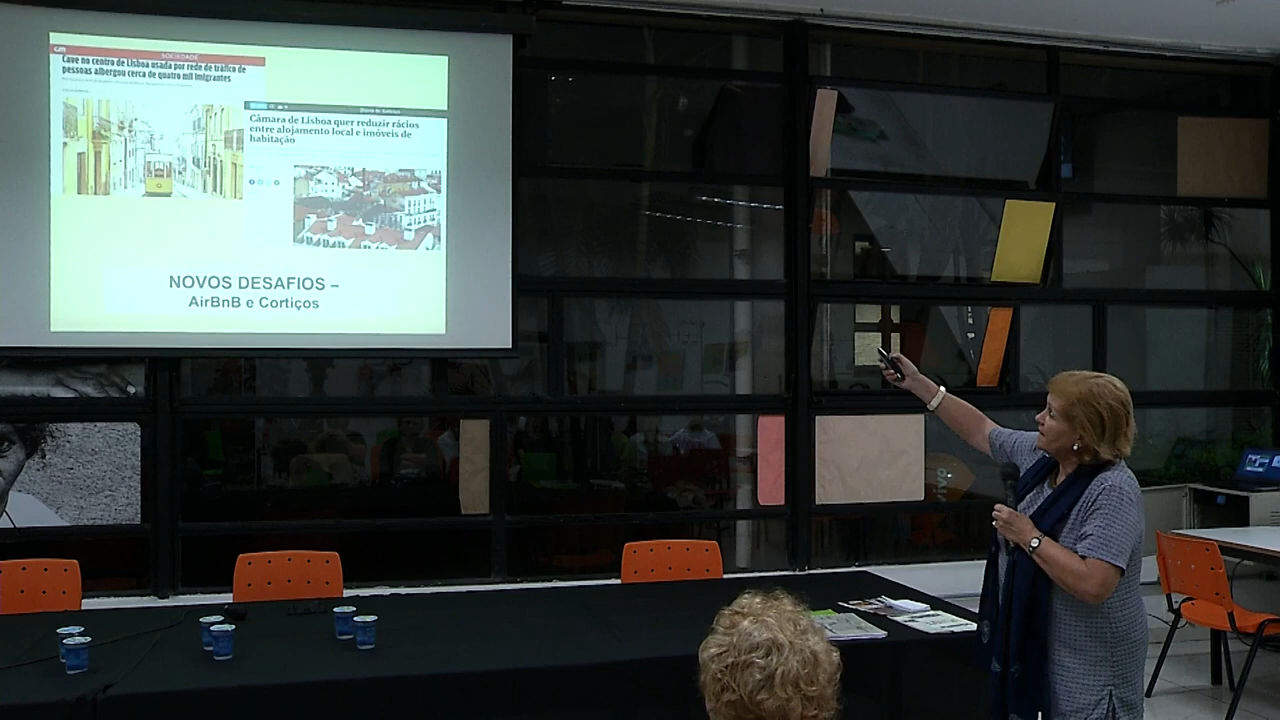 cm
SOCIEDADE
Cave no centro de Lisboa usada por rede de tráfico de
pessoas albergou cerca de quatro mil imigrantes
Câmara de Lisboa quer reduzir rácios
entre alojamento local e imóveis de
habitação
NOVOS DESAFIOS –
AirBnB e Cortiços